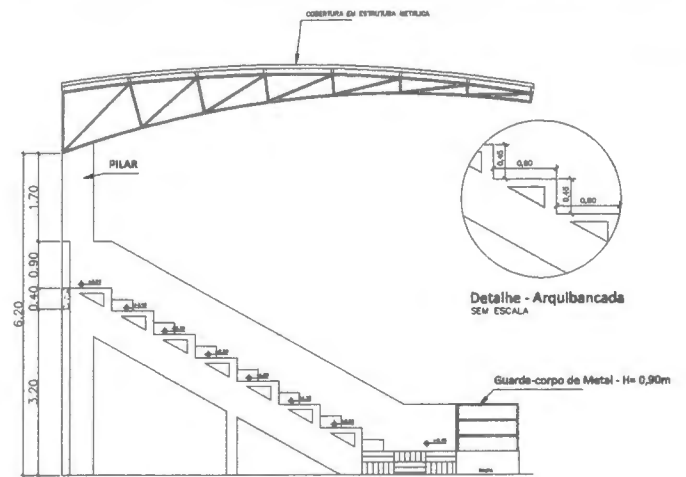 COBERTURA EM ESTRUTURA METÁLICA
PILAR
1.70
0.90
0.40
6.20
3.20
0,45
0,80
0,45
0,80
Detalhe - Arquibancada
SEM ESCALA
Guarda-corpo de Metal - H= 0,90m